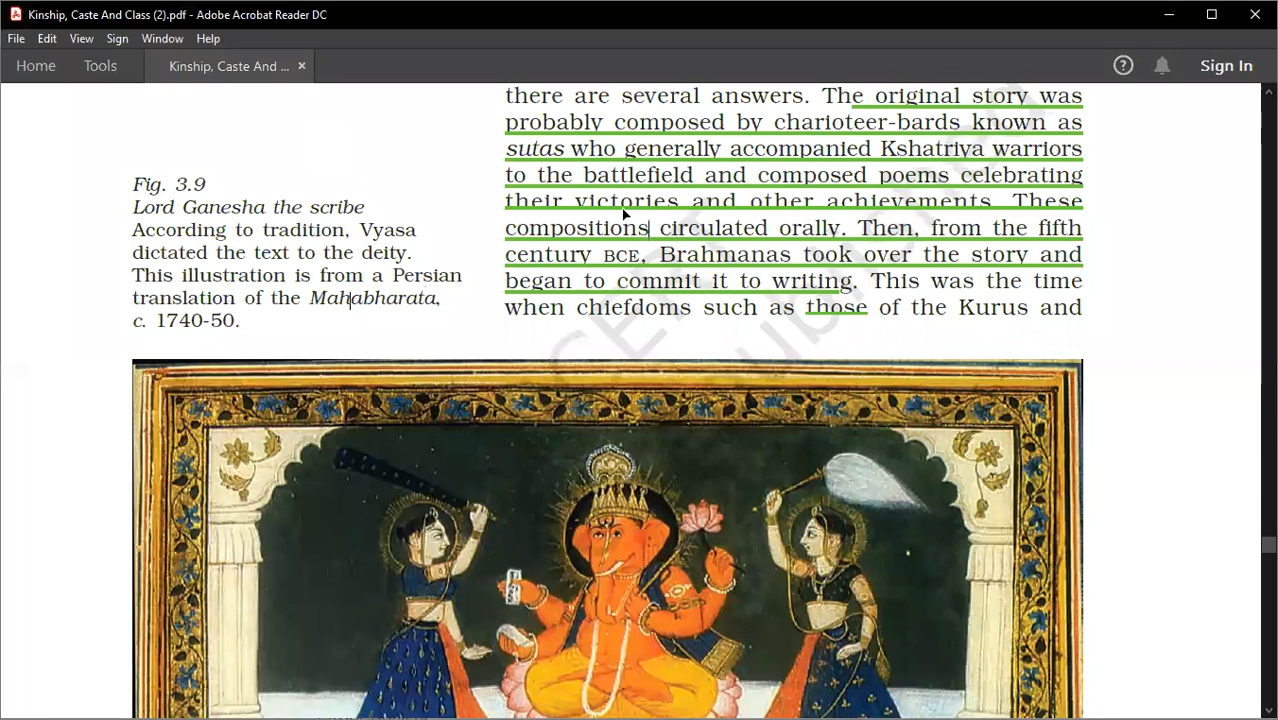 Kinship, Caste And Class (2).pdf - Adobe Acrobat Reader DC
File Edit View Sign Window Help
Home Tools Kinship, Caste And ... × Sign In
there are several answers. The original story was
probably composed by charioteer-bards known as
sutas who generally accompanied Kshatriya warriors
to the battlefield and composed poems celebrating
their victories and other achievements. These
compositions circulated orally. Then, from the fifth
century BCE, Brahmanas took over the story and
began to commit it to writing. This was the time
when chiefdoms such as those of the Kurus and
Fig. 3.9
Lord Ganesha the scribe
According to tradition, Vyasa
dictated the text to the deity.
This illustration is from a Persian
translation of the Mahabharata,
c. 1740-50.